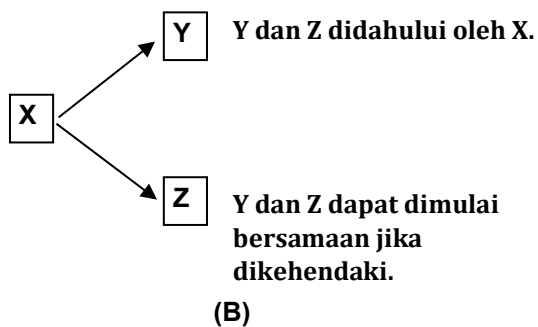 Y
Y dan Z didahului oleh X.
X
Z
Y dan Z dapat dimulai
bersamaan jika
dikehendaki.
(B)